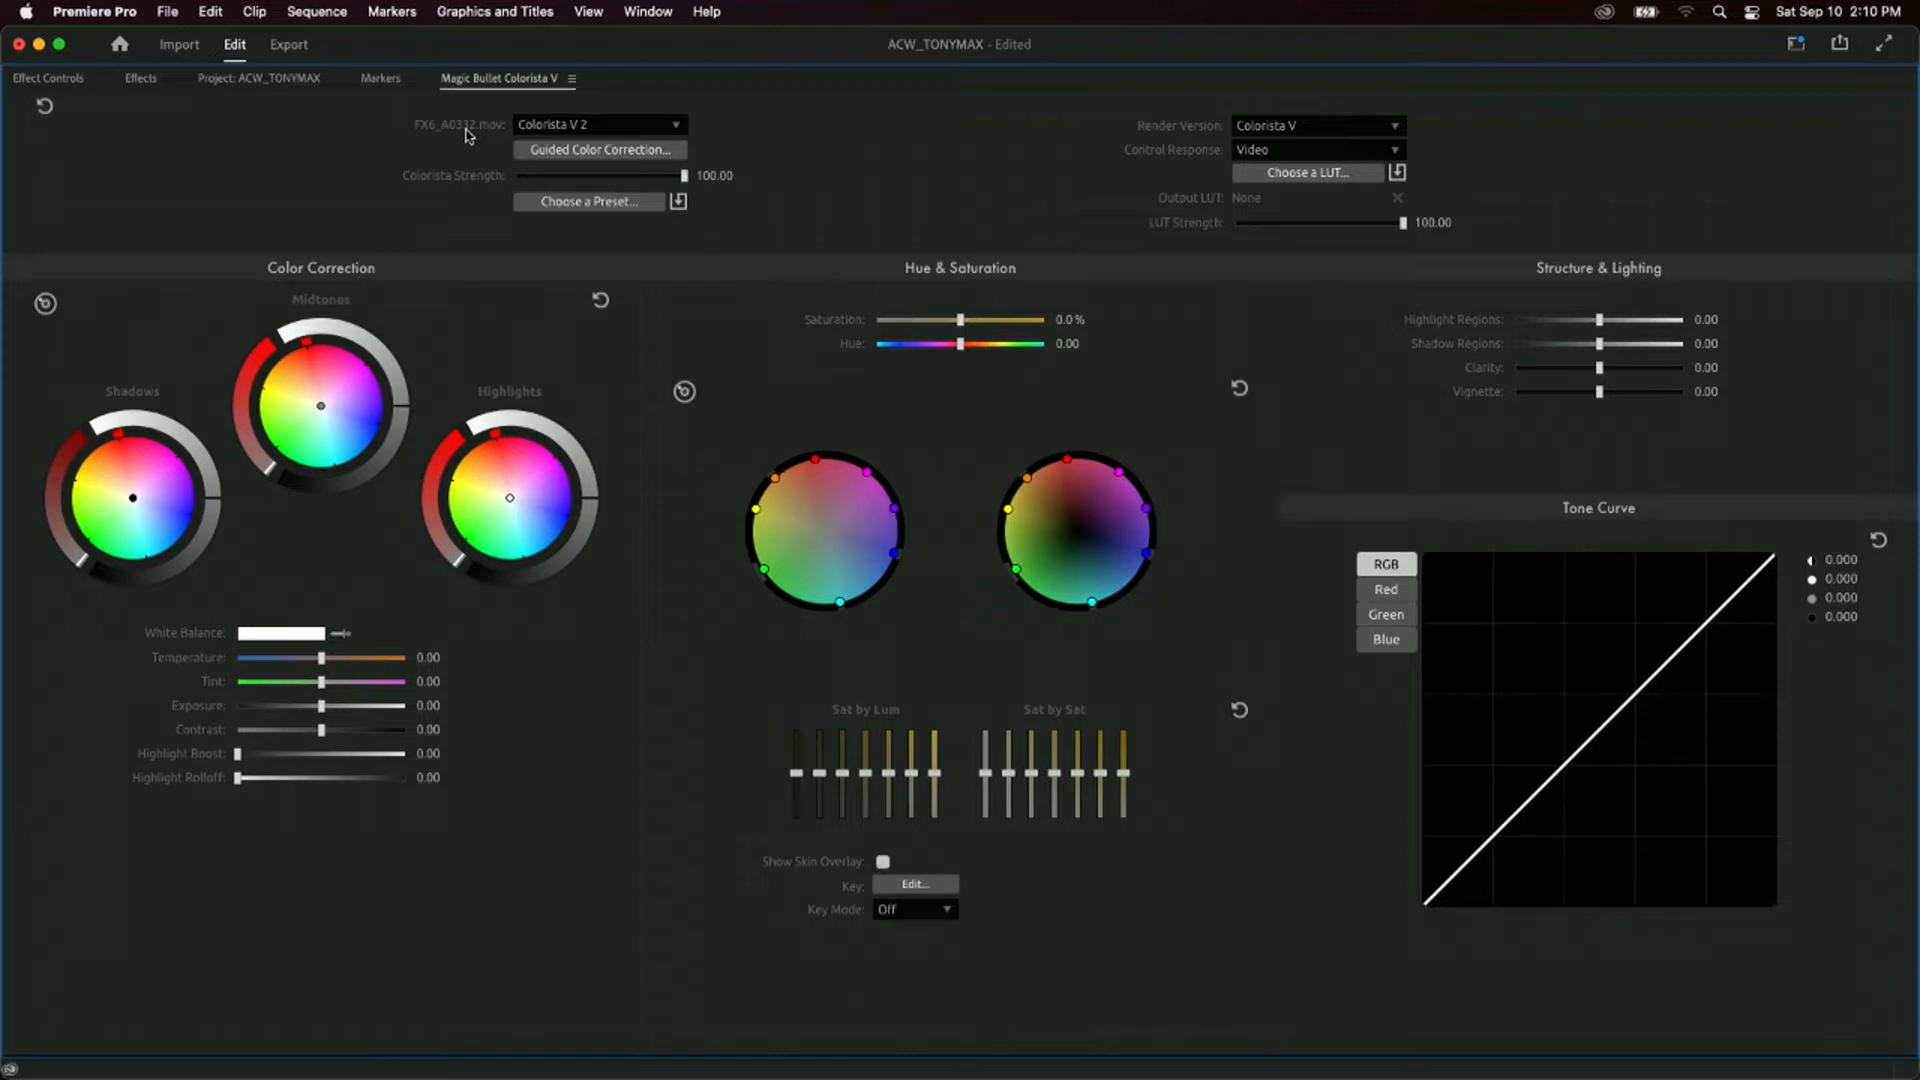 Premiere Pro File Edit Clip Sequence Markers Graphics and Titles View Window Help Sat Sep 10 2:10 PM
Import Edit Export ACW_TONYMAX - Edited
Effect Controls Effects Project: ACW_TONYMAX Markers Magic Bullet Colorista V
FX6_A0332.mov: Colorista V 2
Guided Color Correction...
Colorista Strength: 100.00
Choose a Preset...
Render Version: Colorista V
Control Response: Video
Choose a LUT...
Output LUT: None
LUT Strength: 100.00
Color Correction
Midtones
Shadows
Highlights
White Balance:
Temperature: 0.00
Tint: 0.00
Exposure: 0.00
Contrast: 0.00
Highlight Boost: 0.00
Highlight Rolloff: 0.00
Hue & Saturation
Saturation: 0.0%
Hue: 0.00
Sat by Lum Sat by Sat
Show Skin Overlay:
Key: Edit...
Key Mode: Off
Structure & Lighting
Highlight Regions: 0.00
Shadow Regions: 0.00
Clarity: 0.00
Vignette: 0.00
Tone Curve
RGB
Red
Green
Blue
0.000
0.000
0.000
0.000